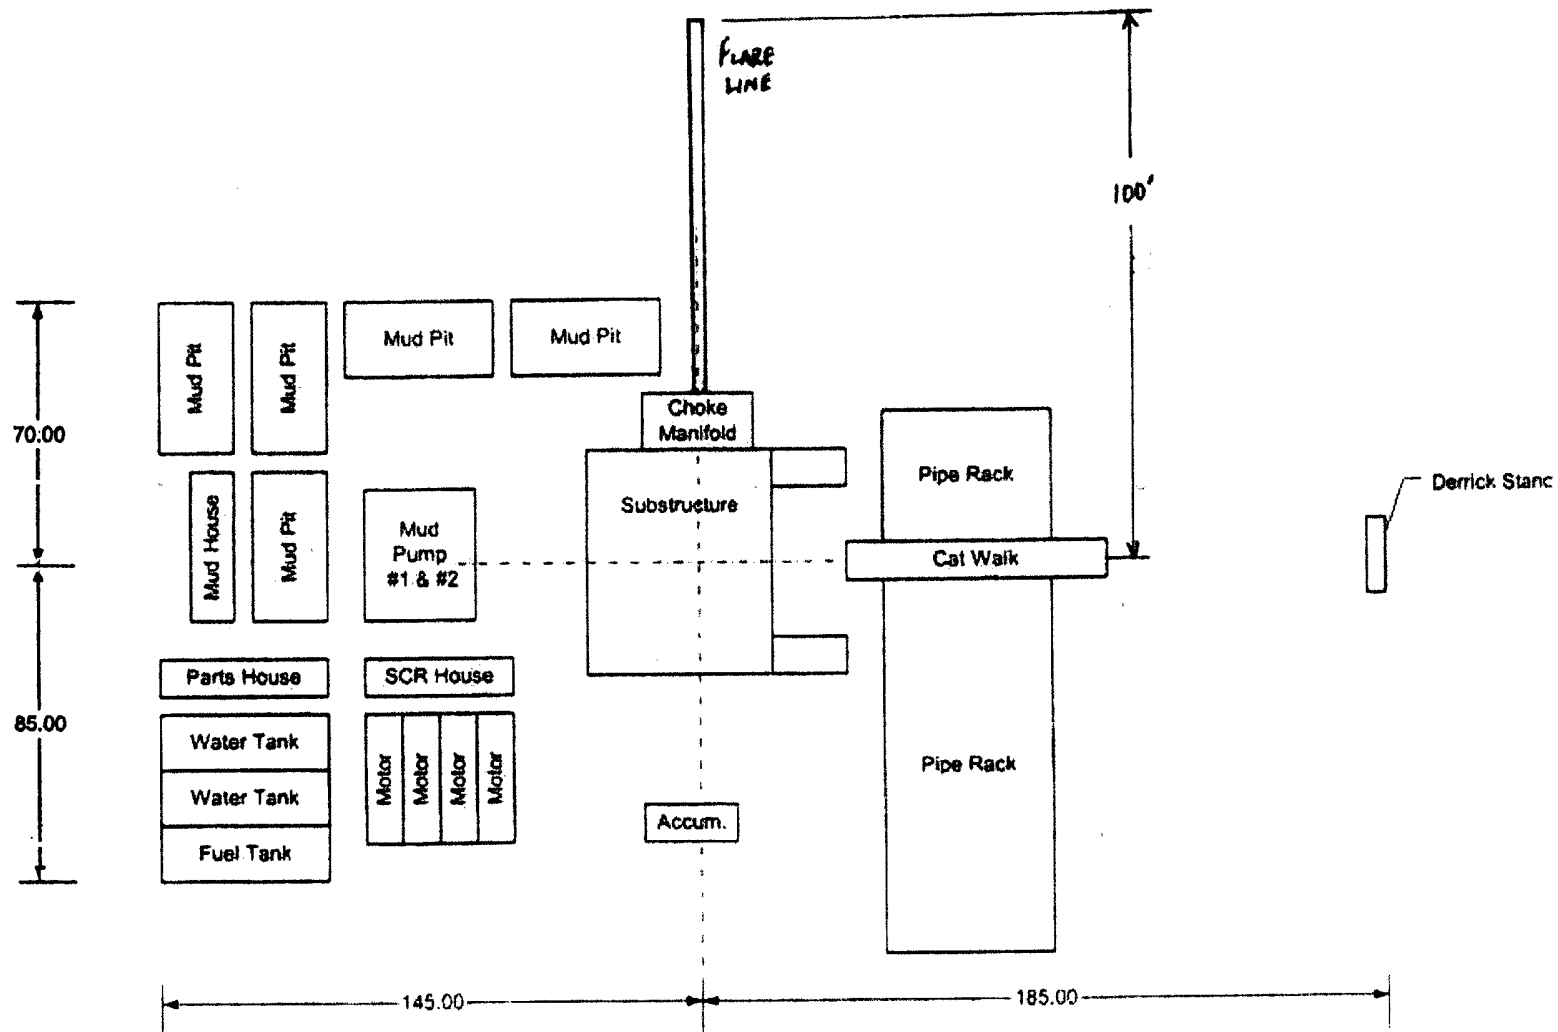 FLARE
LINE
100'
Mud Pit
Mud Pit
Mud Pit
Mud Pit
70.00
Choke
Manifold
Pipe Rack
Substructure
Derrick Stanc
Mud House
Mud Pit
Mud
Pump
#1 & #2
Cat Walk
Parts House
SCR House
85.00
Water Tank
Motor
Motor
Motor
Motor
Pipe Rack
Water Tank
Accum.
Fuel Tank
145.00
185.00